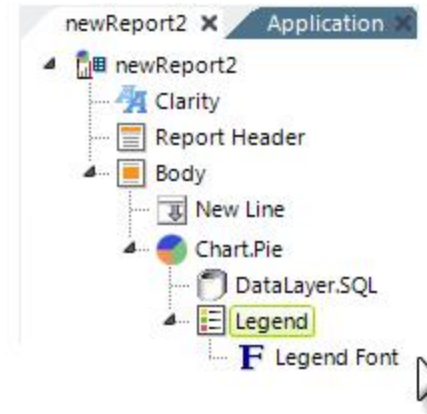 newReport2 Application
newReport2
Clarity
Report Header
Body
New Line
Chart.Pie
DataLayer.SQL
Legend
F Legend Font